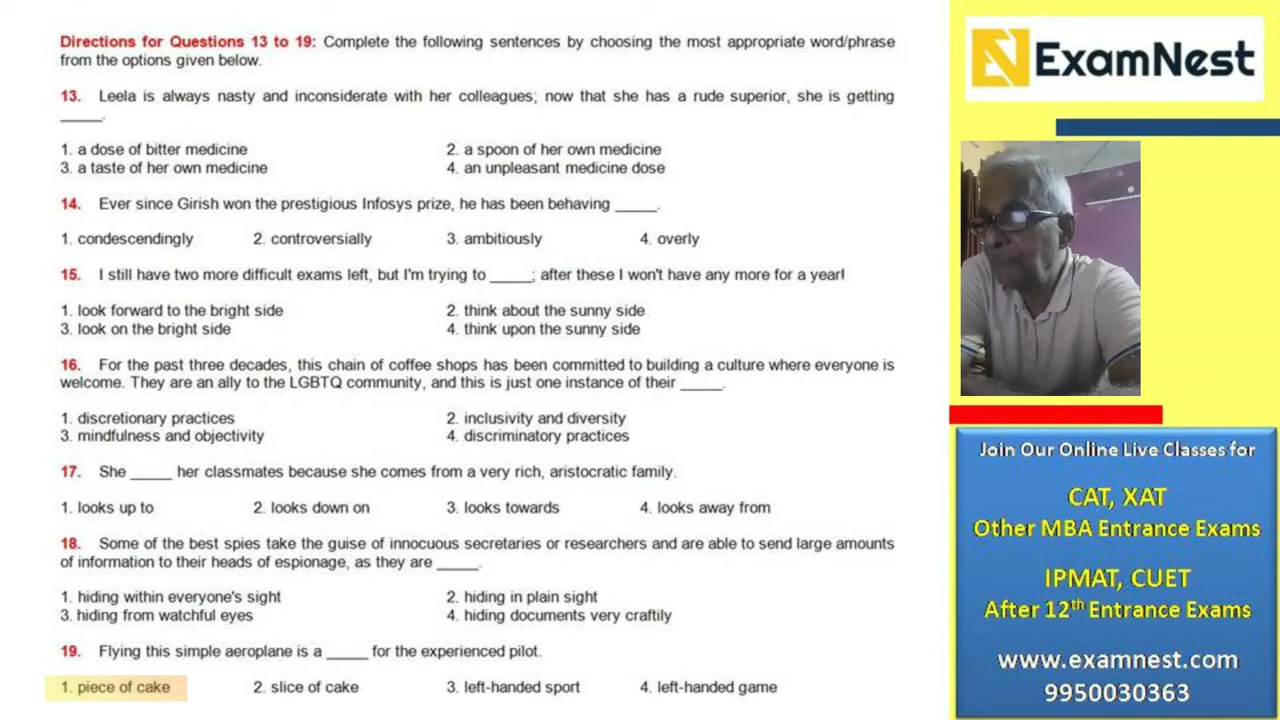 Directions for Questions 13 to 19: Complete the following sentences by choosing the most appropriate word/phrase
from the options given below.
13. Leela is always nasty and inconsiderate with her colleagues; now that she has a rude superior, she is getting
_____.
1. a dose of bitter medicine 2. a spoon of her own medicine
3. a taste of her own medicine 4. an unpleasant medicine dose
14. Ever since Girish won the prestigious Infosys prize, he has been behaving _____.
1. condescendingly 2. controversially 3. ambitiously 4. overly
15. I still have two more difficult exams left, but I'm trying to _____; after these I won't have any more for a year!
1. look forward to the bright side 2. think about the sunny side
3. look on the bright side 4. think upon the sunny side
16. For the past three decades, this chain of coffee shops has been committed to building a culture where everyone is
welcome. They are an ally to the LGBTQ community, and this is just one instance of their _____.
1. discretionary practices 2. inclusivity and diversity
3. mindfulness and objectivity 4. discriminatory practices
17. She _____ her classmates because she comes from a very rich, aristocratic family.
1. looks up to 2. looks down on 3. looks towards 4. looks away from
18. Some of the best spies take the guise of innocuous secretaries or researchers and are able to send large amounts
of information to their heads of espionage, as they are _____.
1. hiding within everyone's sight 2. hiding in plain sight
3. hiding from watchful eyes 4. hiding documents very craftily
19. Flying this simple aeroplane is a _____ for the experienced pilot.
1. piece of cake 2. slice of cake 3. left-handed sport 4. left-handed game
ExamNest
Join Our Online Live Classes for
CAT, XAT
Other MBA Entrance Exams
IPMAT, CUET
After 12th Entrance Exams
www.examnest.com
9950030363